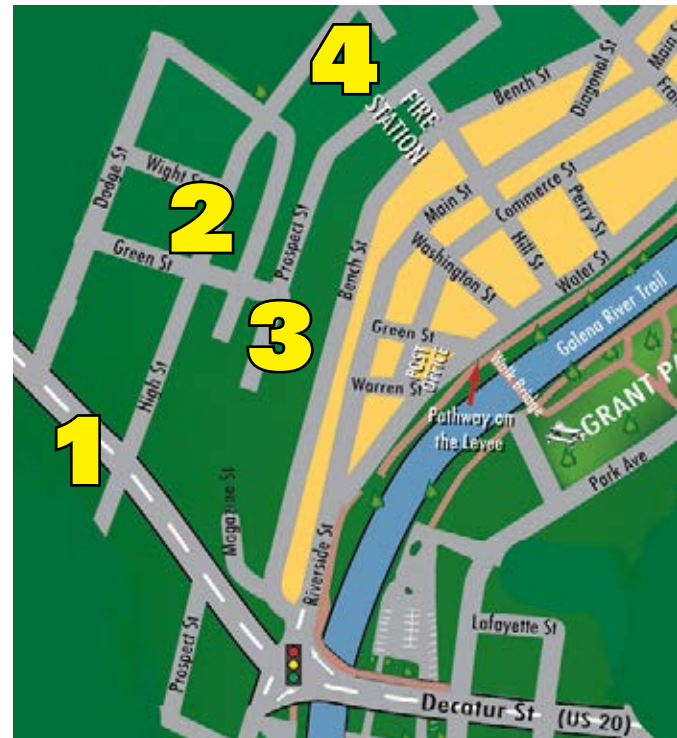 4
FIRE
STATION
Bench St
Diagonal St
Main St
Dodge St
Wight St
2
Prospect St
Main St
Commerce St
Perry St
Green St
Bench St
Washington St
Hill St
Water St
3
Galena River Trail
Green St
POST
OFFICE
Walk Bridge
High St
Warren St
1
Pathway on
the Levee
GRANT
Park Ave
Magazine St
Riverside St
Prospect St
Lafayette St
Decatur St (US 20)